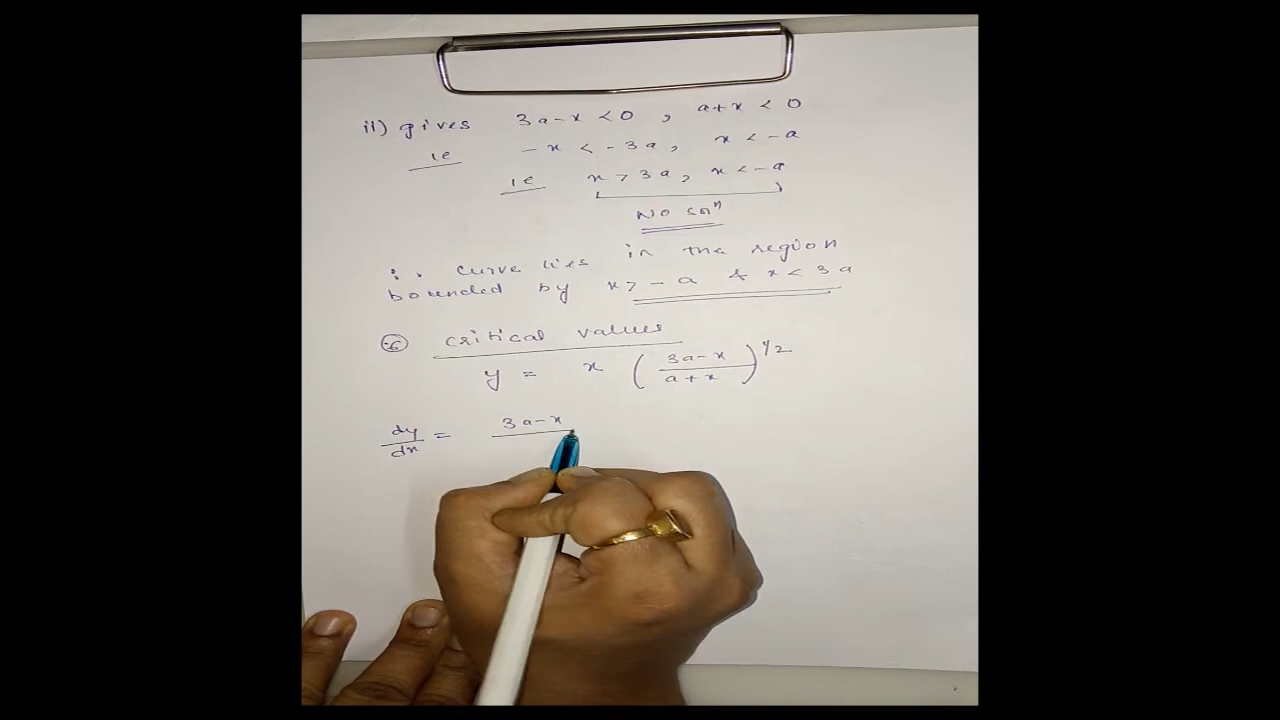 ii) gives 3a-x <0 , a+x < 0
ie -x < -3a, x < -a
ie x > 3a, x < -a
NO solⁿ
∴ curve lies in the region
bounded by x > -a & x < 3a
⑥ critical values
y = x ( 3a-x / a+x )^1/2
dy/dx = 3a-x